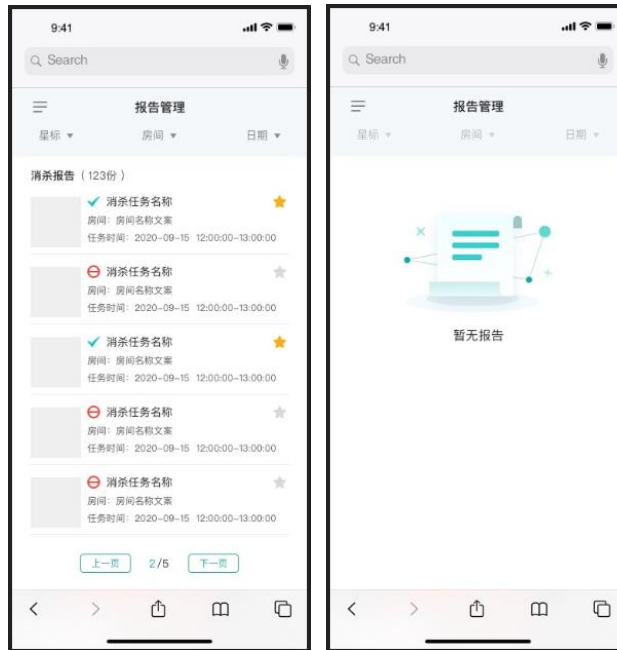 9:41
Search
报告管理
星标 房间 日期
消杀报告（123份）
消杀任务名称
房间：房间名称文案
任务时间：2020-09-15 12:00:00-13:00:00
消杀任务名称
房间：房间名称文案
任务时间：2020-09-15 12:00:00-13:00:00
消杀任务名称
房间：房间名称文案
任务时间：2020-09-15 12:00:00-13:00:00
消杀任务名称
房间：房间名称文案
任务时间：2020-09-15 12:00:00-13:00:00
消杀任务名称
房间：房间名称文案
任务时间：2020-09-15 12:00:00-13:00:00
上一页 2/5 下一页
9:41
Search
报告管理
星标 房间 日期
暂无报告